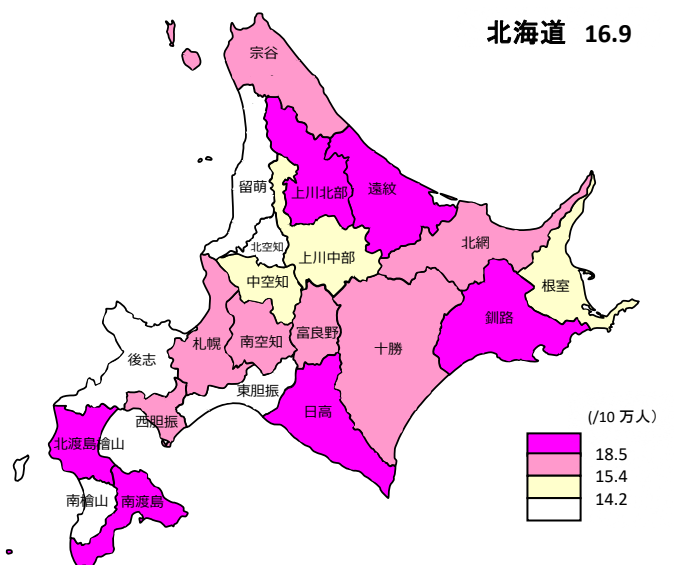 北海道 16.9
宗谷
留萌
上川北部
遠紋
北空知
上川中部
北網
中空知
根室
札幌
南空知
富良野
十勝
釧路
後志
東胆振
西胆振
日高
北渡島檜山
南檜山
南渡島
(/10 万人)
18.5
15.4
14.2